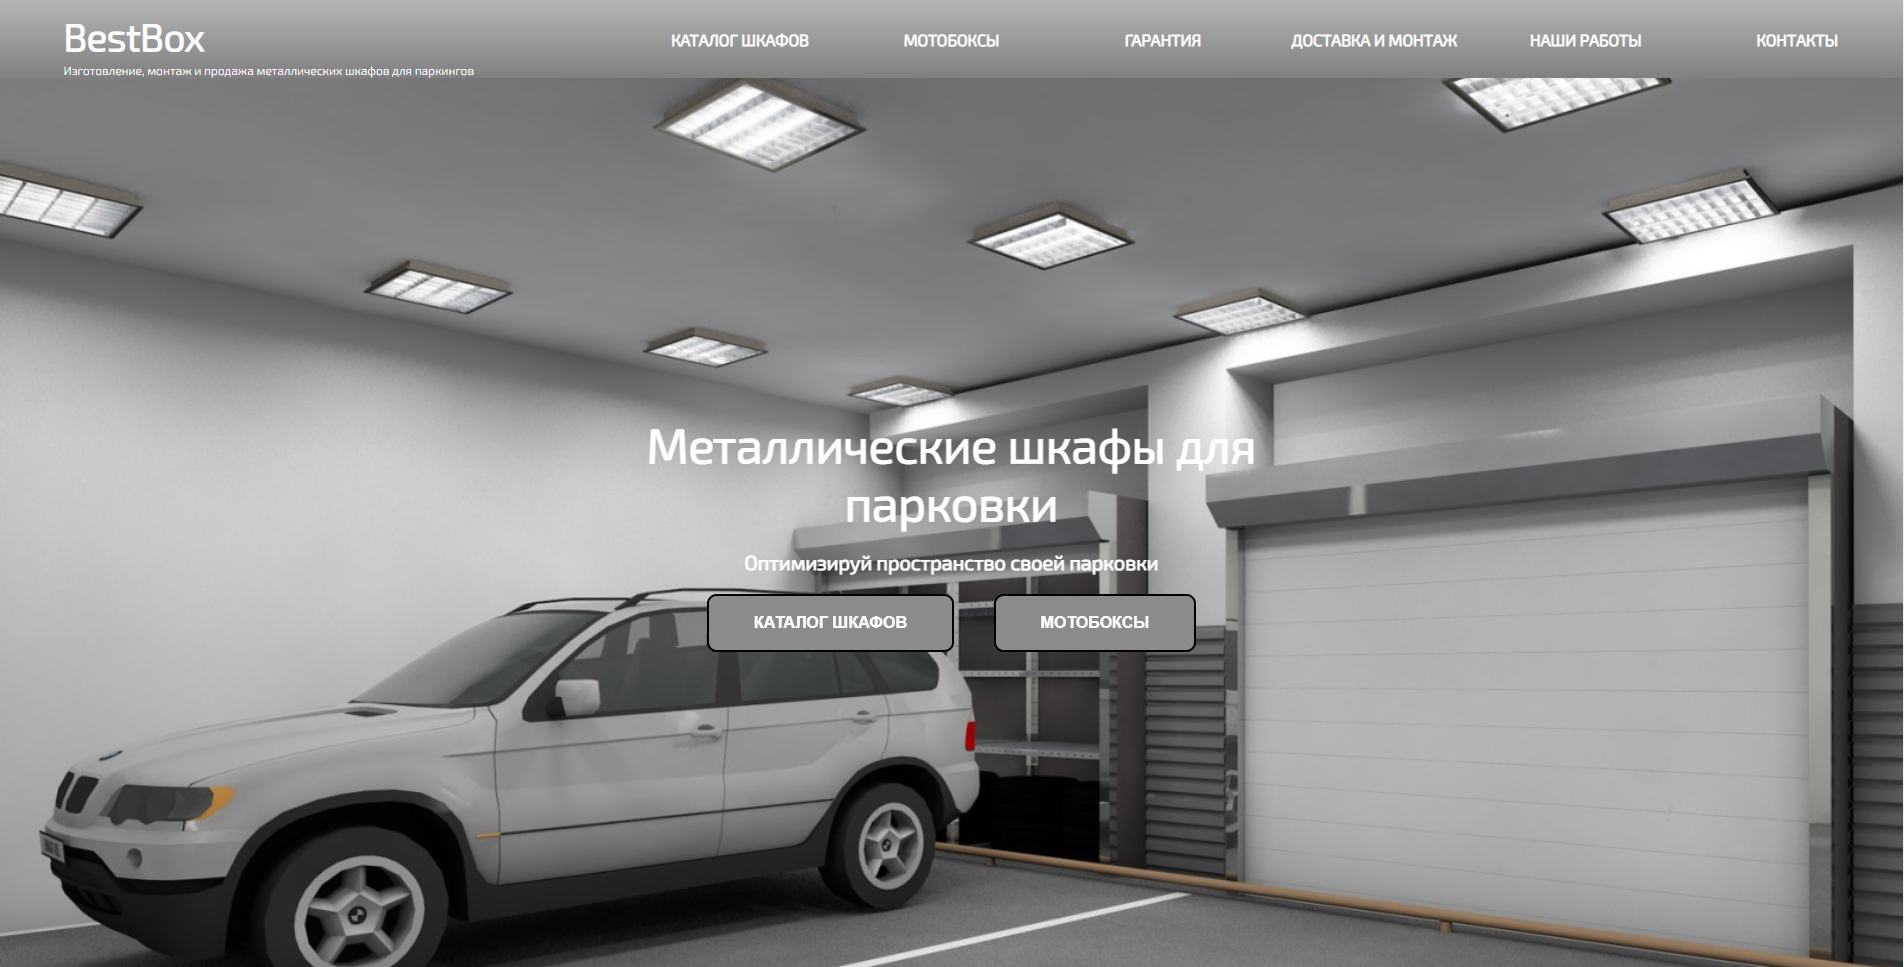 BestBox
Изготовление, монтаж и продажа металлических шкафов для паркингов
КАТАЛОГ ШКАФОВ
МОТОБОКСЫ
ГАРАНТИЯ
ДОСТАВКА И МОНТАЖ
НАШИ РАБОТЫ
КОНТАКТЫ
Металлические шкафы для
парковки
Оптимизируй пространство своей парковки
КАТАЛОГ ШКАФОВ
МОТОБОКСЫ